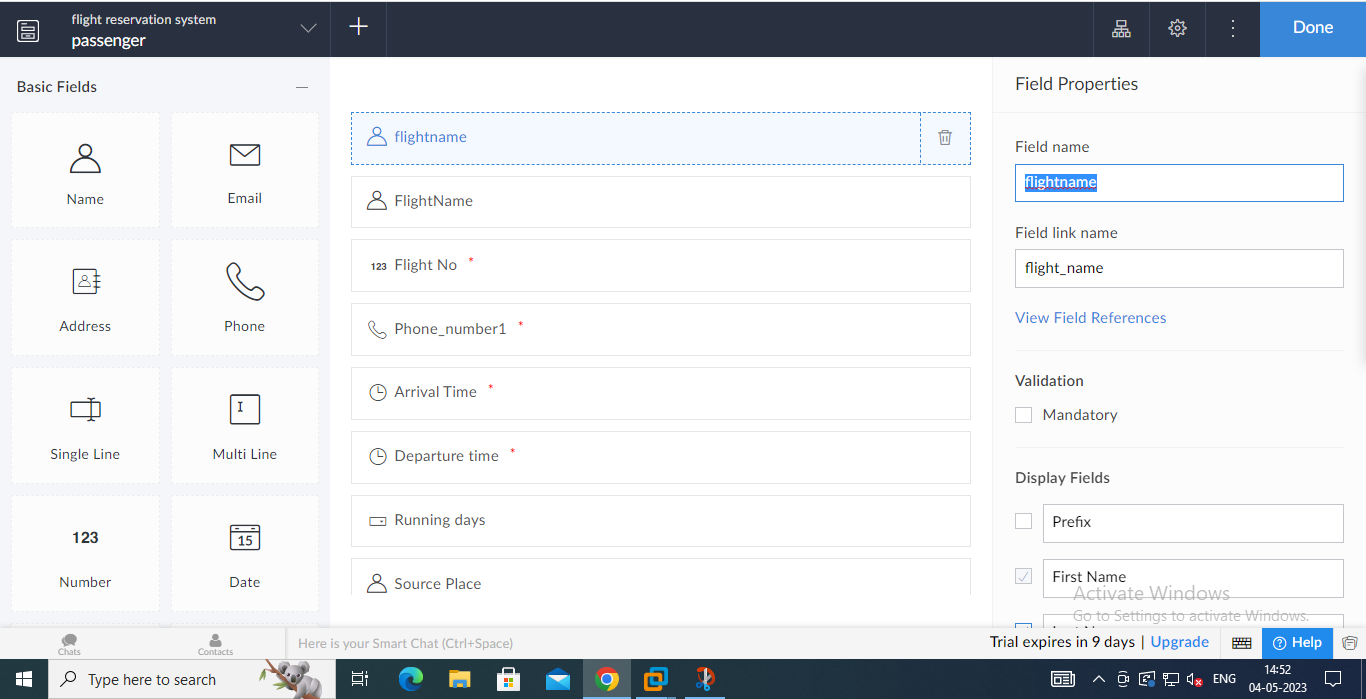 flight reservation system
passenger
Done
Basic Fields
Name
Email
Address
Phone
Single Line
Multi Line
123
Number
15
Date
flightname
FlightName
123 Flight No *
Phone_number1 *
Arrival Time *
Departure time *
Running days
Source Place
Field Properties
Field name
flightname
Field link name
flight_name
View Field References
Validation
Mandatory
Display Fields
Prefix
First Name
Activate Windows
Go to Settings to activate Windows.
Chats
Contacts
Here is your Smart Chat (Ctrl+Space)
Trial expires in 9 days | Upgrade
Help
Type here to search
ENG
14:52
04-05-2023